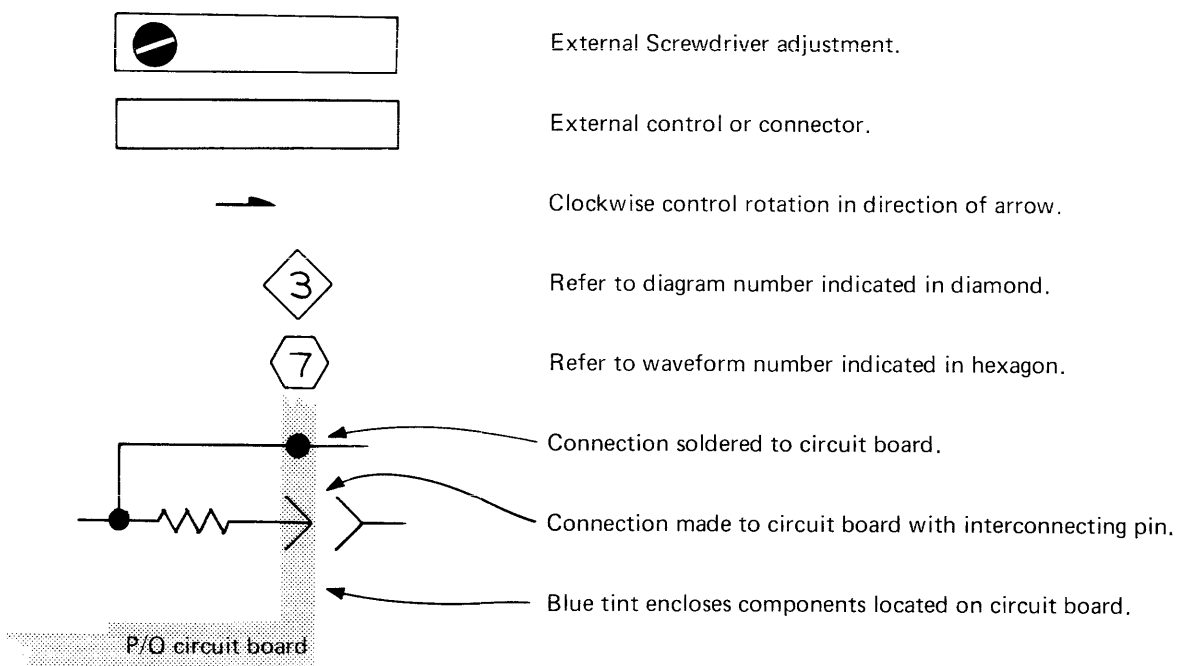 External Screwdriver adjustment.
External control or connector.
Clockwise control rotation in direction of arrow.
3
Refer to diagram number indicated in diamond.
7
Refer to waveform number indicated in hexagon.
Connection soldered to circuit board.
Connection made to circuit board with interconnecting pin.
Blue tint encloses components located on circuit board.
P/O circuit board